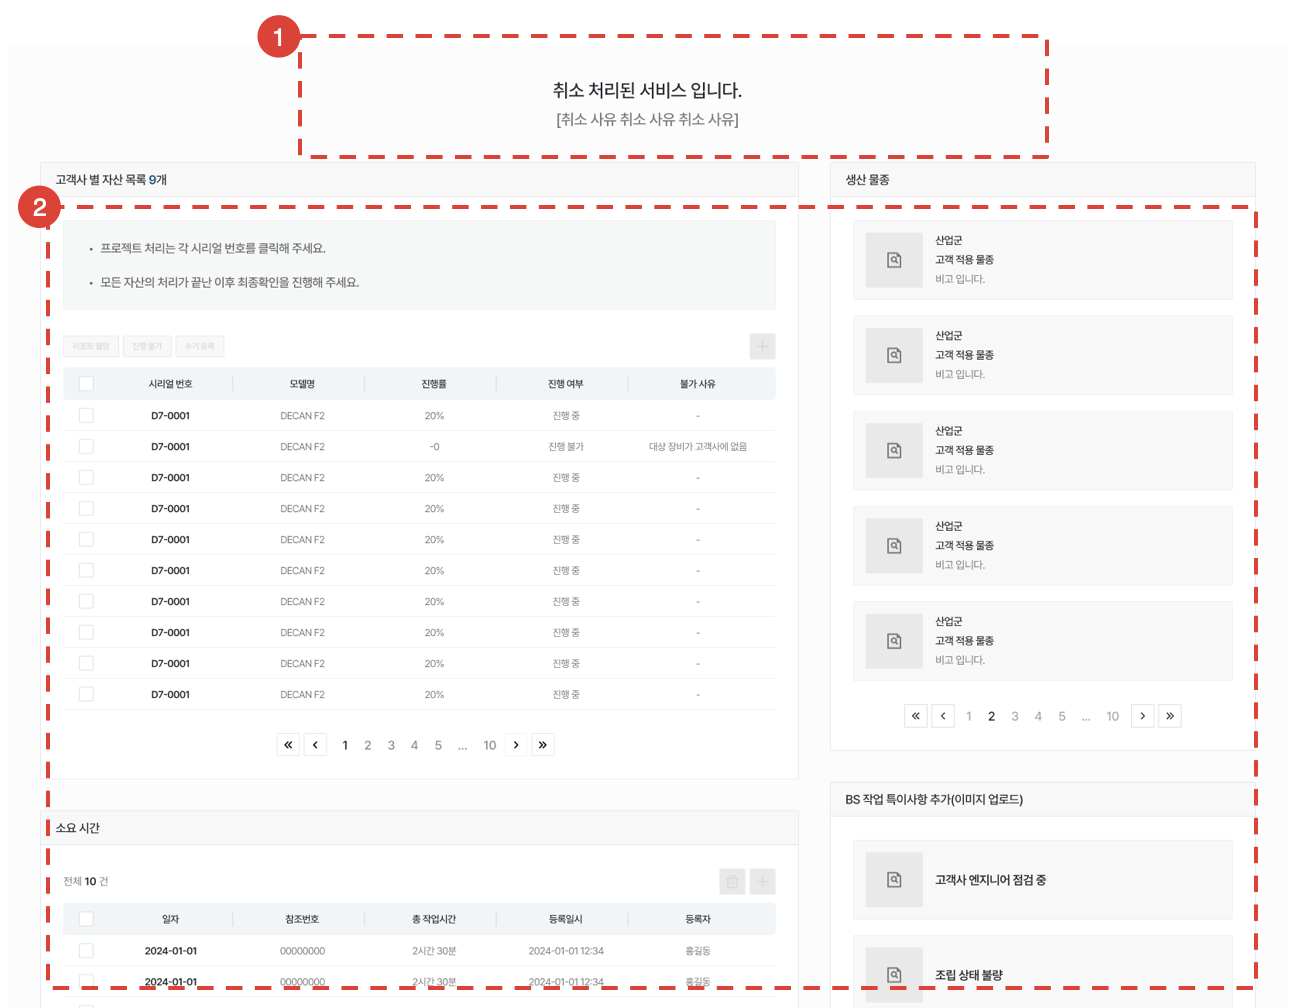 1
취소 처리된 서비스 입니다.
[취소 사유 취소 사유 취소 사유]
고객사 별 자산 목록 9개
2
• 프로젝트 처리는 각 시리얼 번호를 클릭해 주세요.
• 모든 자산의 처리가 끝난 이후 최종확인을 진행해 주세요.
리포트 열람 진행 불가 수기 등록
시리얼 번호 모델명 진행률 진행 여부 불가 사유
D7-0001 DECAN F2 20% 진행 중 -
D7-0001 DECAN F2 -0 진행 불가 대상 장비가 고객사에 없음
D7-0001 DECAN F2 20% 진행 중 -
D7-0001 DECAN F2 20% 진행 중 -
D7-0001 DECAN F2 20% 진행 중 -
D7-0001 DECAN F2 20% 진행 중 -
D7-0001 DECAN F2 20% 진행 중 -
D7-0001 DECAN F2 20% 진행 중 -
D7-0001 DECAN F2 20% 진행 중 -
D7-0001 DECAN F2 20% 진행 중 -
« ‹ 1 2 3 4 5 ... 10 › »
소요 시간
전체 10 건
일자 참조번호 총 작업시간 등록일시 등록자
2024-01-01 00000000 2시간 30분 2024-01-01 12:34 홍길동
2024-01-01 00000000 2시간 30분 2024-01-01 12:34 홍길동
생산 물종
산업군
고객 적용 물종
비고 입니다.
산업군
고객 적용 물종
비고 입니다.
산업군
고객 적용 물종
비고 입니다.
산업군
고객 적용 물종
비고 입니다.
산업군
고객 적용 물종
비고 입니다.
« ‹ 1 2 3 4 5 ... 10 › »
BS 작업 특이사항 추가(이미지 업로드)
고객사 엔지니어 점검 중
조립 상태 불량